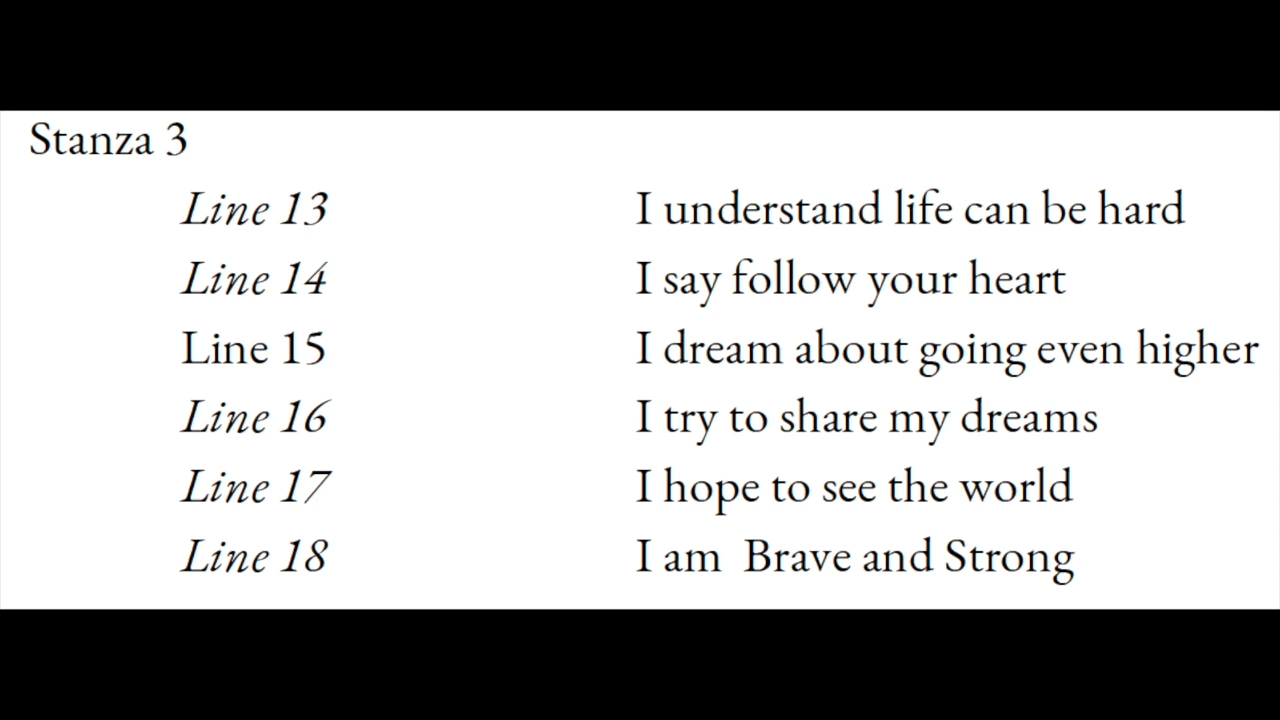 Stanza 3
Line 13 I understand life can be hard
Line 14 I say follow your heart
Line 15 I dream about going even higher
Line 16 I try to share my dreams
Line 17 I hope to see the world
Line 18 I am  Brave and Strong